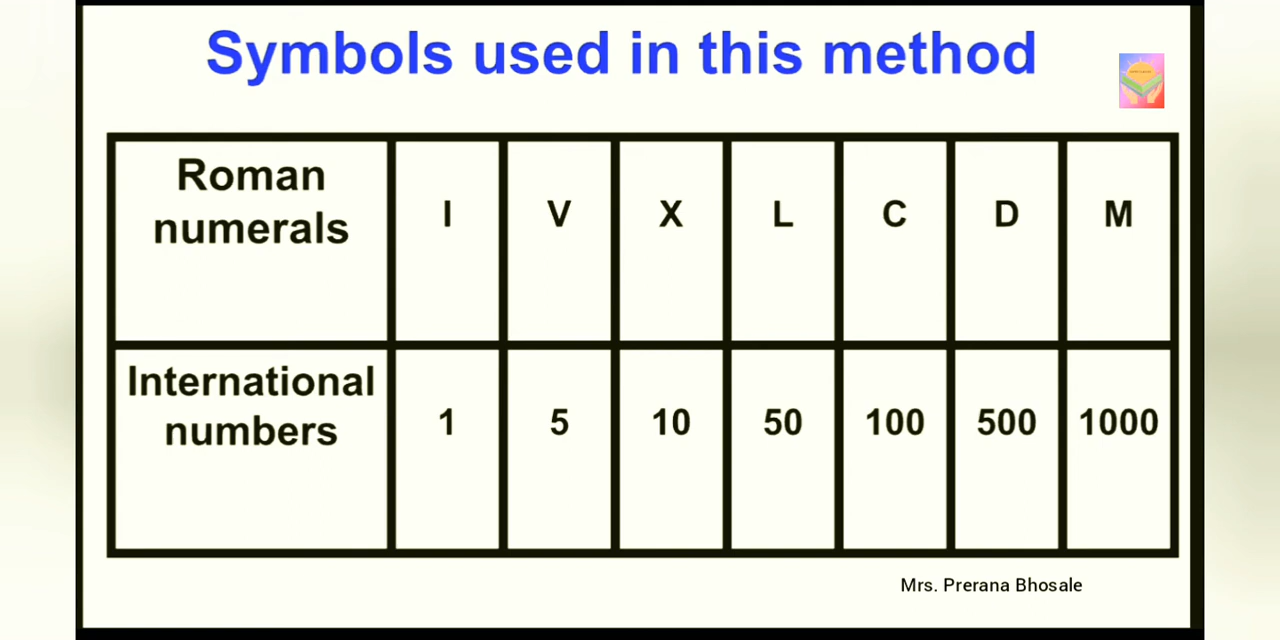 Symbols used in this method
Roman
numerals
I V X L C D M
International
numbers
1 5 10 50 100 500 1000
Mrs. Prerana Bhosale